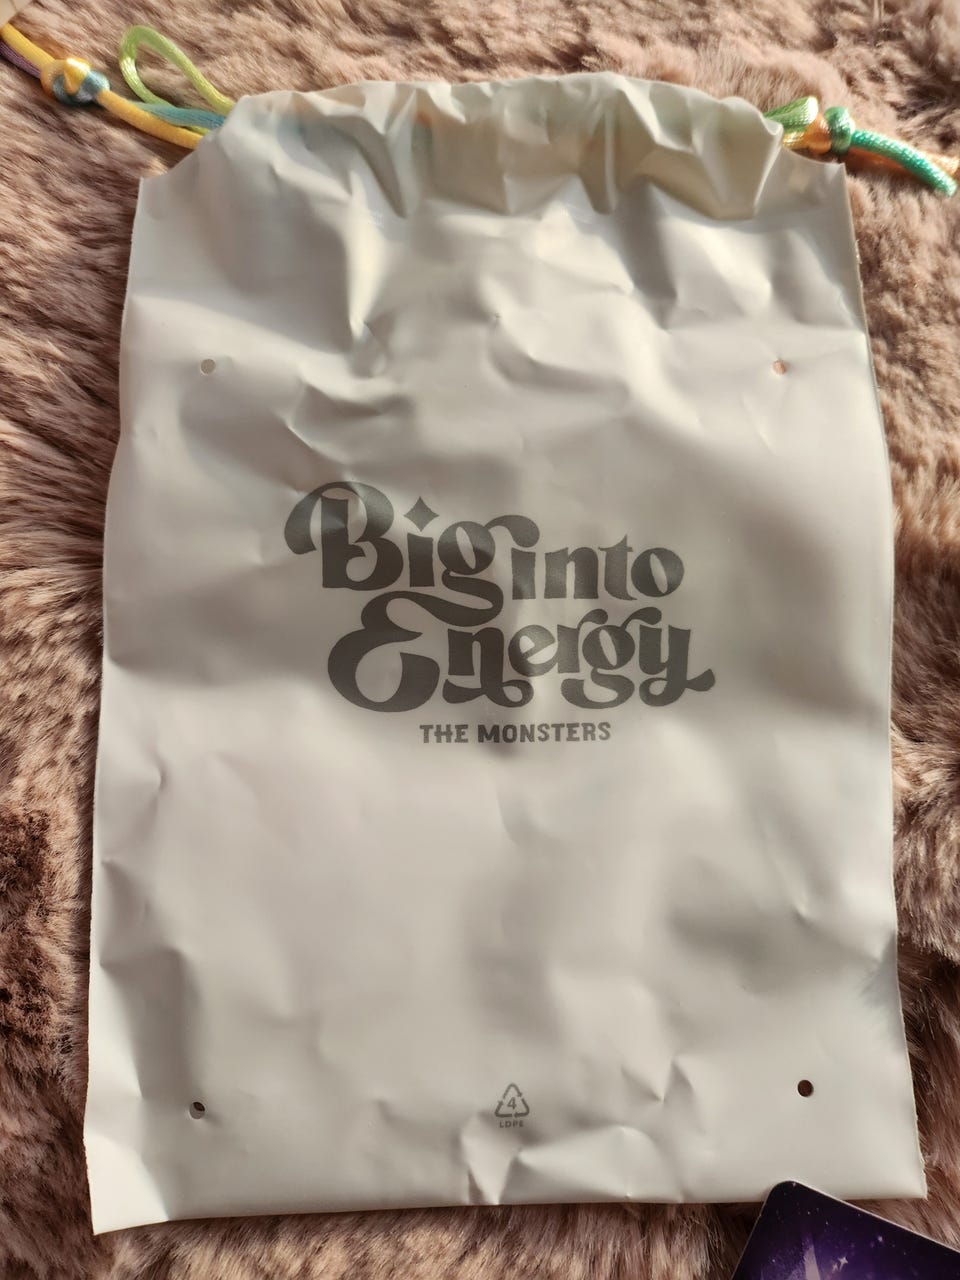 Big into
Energy
THE MONSTERS
4
LDPE